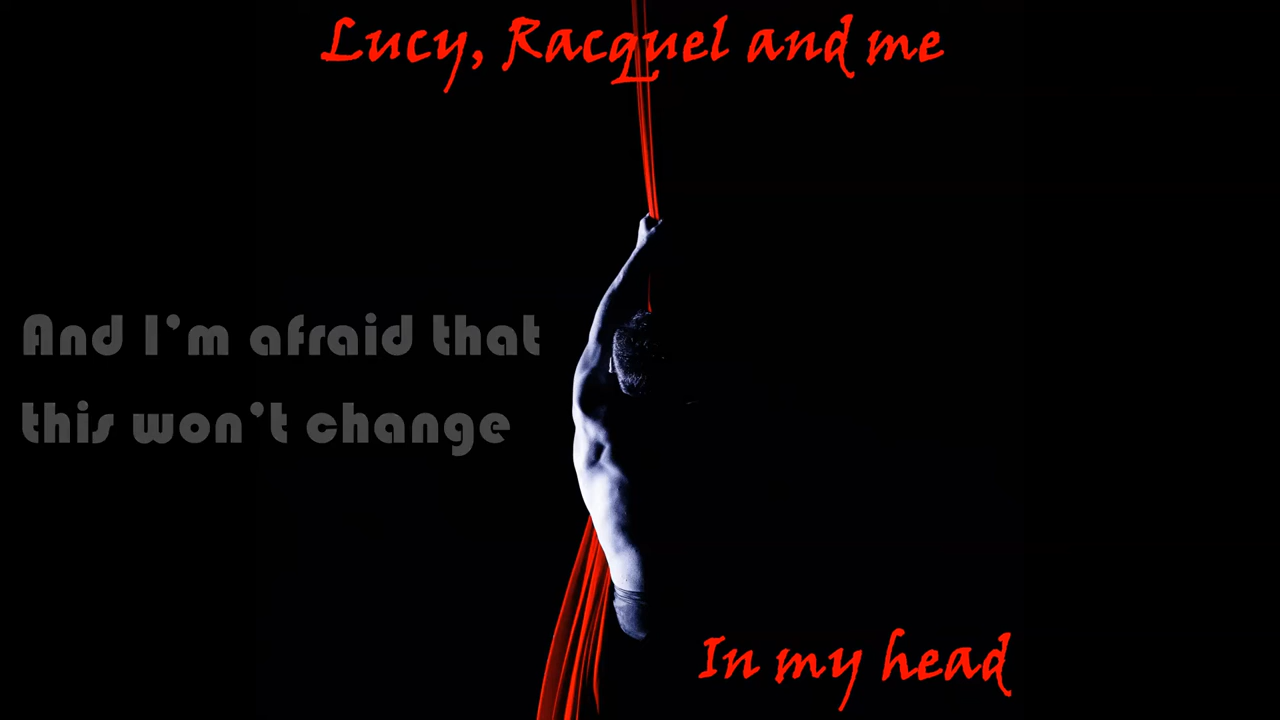 Lucy, Racquel and me
And I'm afraid that
this won't change
In my head